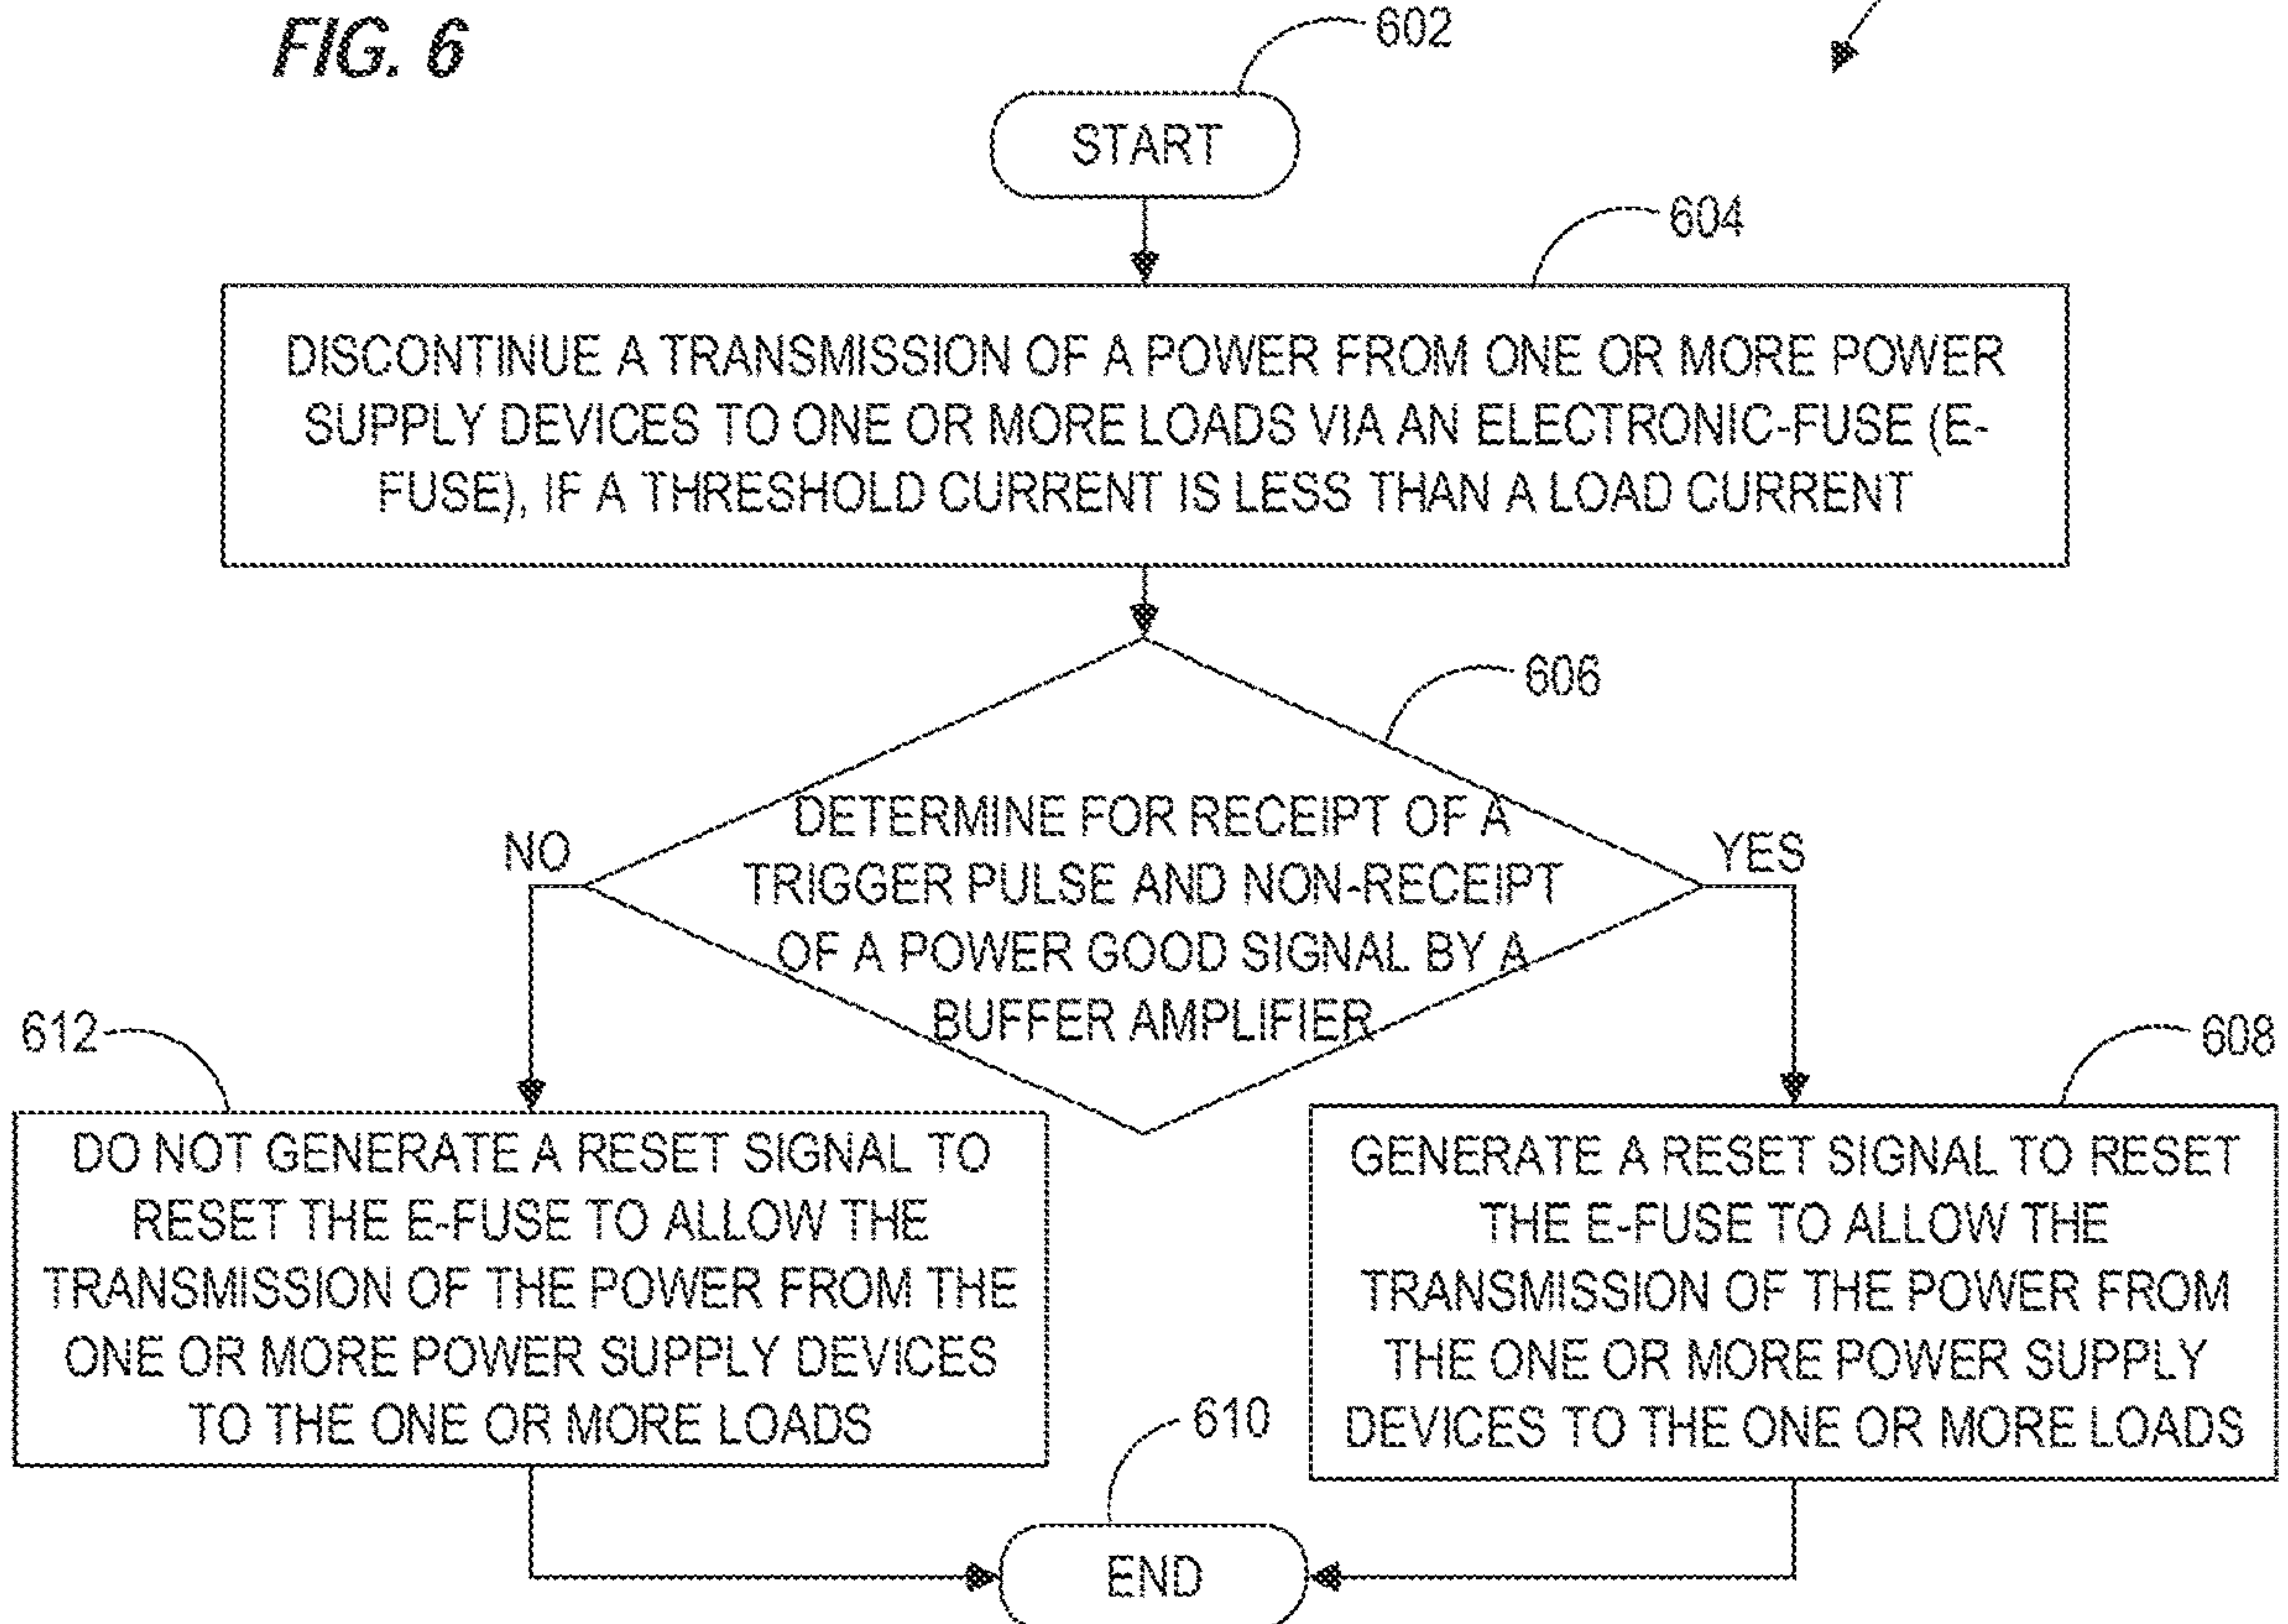 FIG. 6
602
START
604
DISCONTINUE A TRANSMISSION OF A POWER FROM ONE OR MORE POWER
SUPPLY DEVICES TO ONE OR MORE LOADS VIA AN ELECTRONIC-FUSE (E-
FUSE), IF A THRESHOLD CURRENT IS LESS THAN A LOAD CURRENT
606
DETERMINE FOR RECEIPT OF A
TRIGGER PULSE AND NON-RECEIPT
OF A POWER GOOD SIGNAL BY A
BUFFER AMPLIFIER
NO
YES
612
DO NOT GENERATE A RESET SIGNAL TO
RESET THE E-FUSE TO ALLOW THE
TRANSMISSION OF THE POWER FROM THE
ONE OR MORE POWER SUPPLY DEVICES
TO THE ONE OR MORE LOADS
608
GENERATE A RESET SIGNAL TO RESET
THE E-FUSE TO ALLOW THE
TRANSMISSION OF THE POWER FROM
THE ONE OR MORE POWER SUPPLY
DEVICES TO THE ONE OR MORE LOADS
610
END